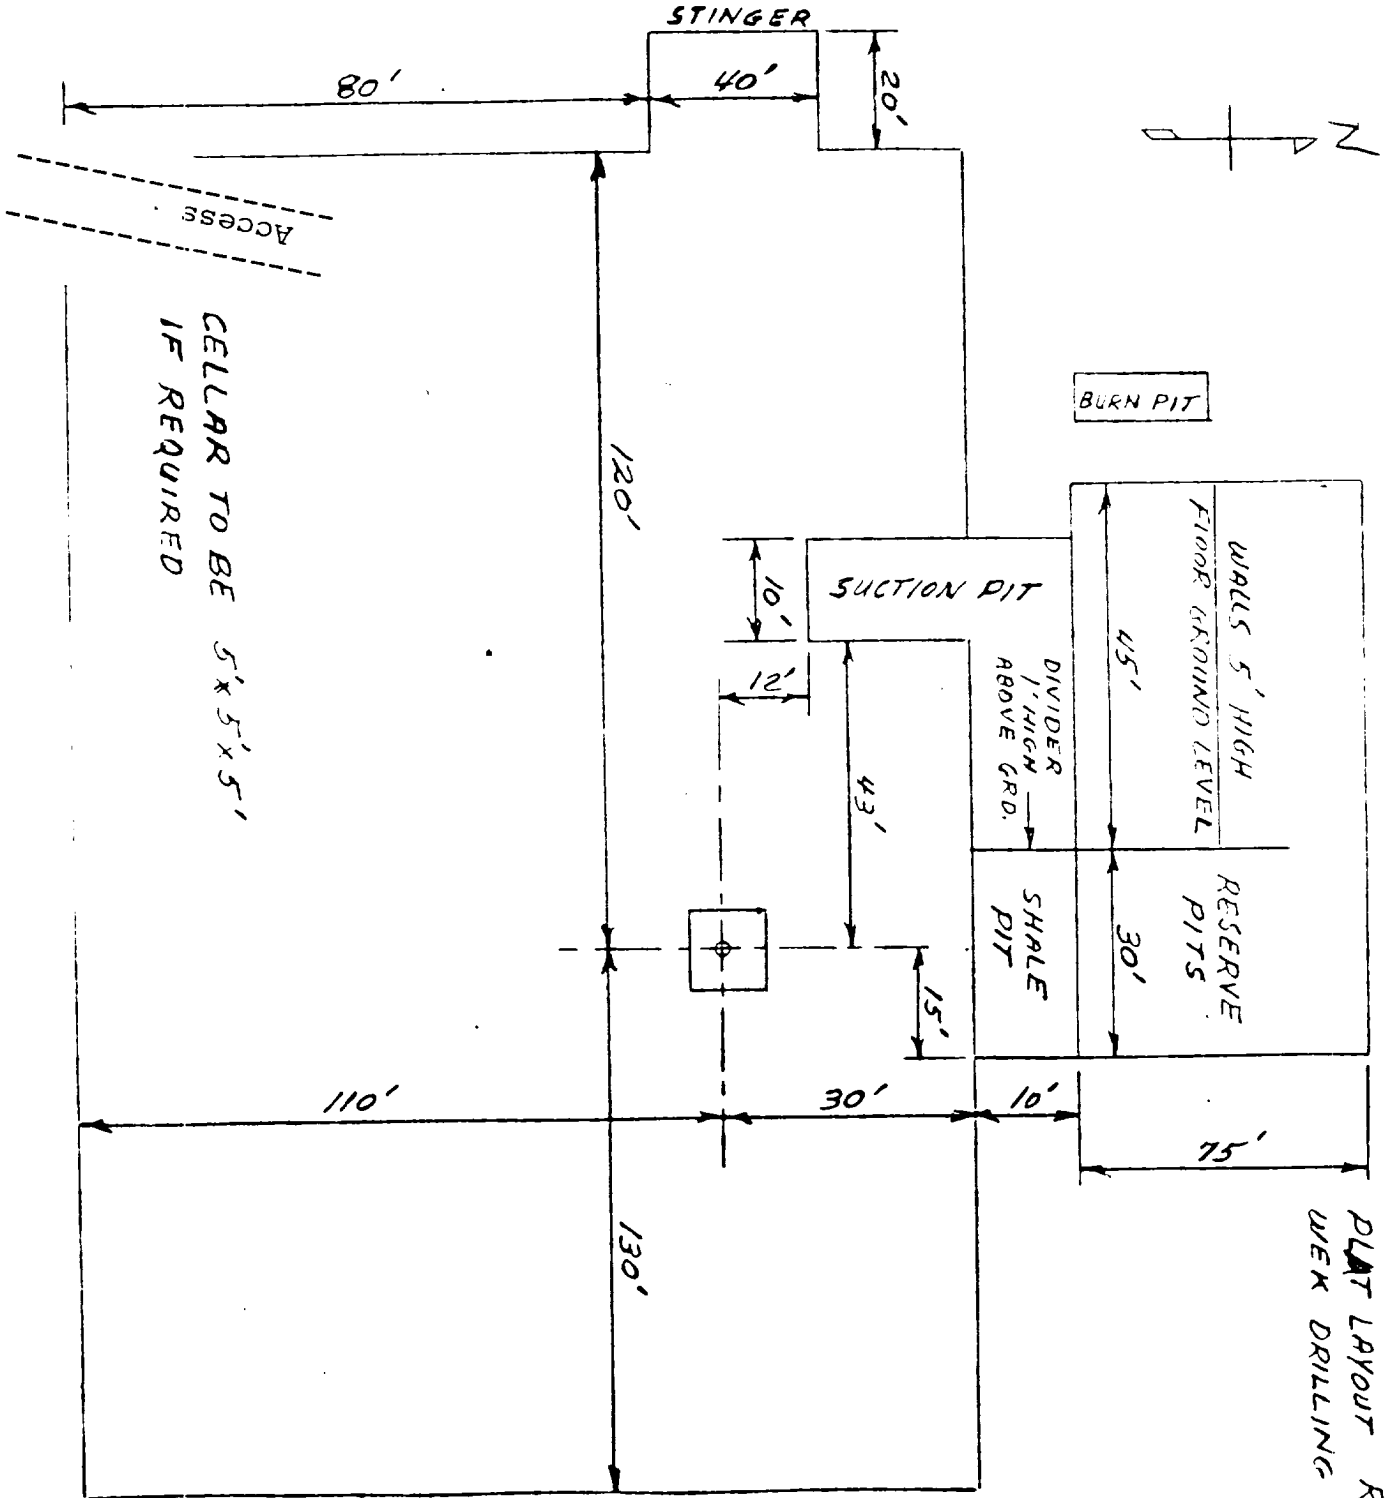 STINGER
80'
40'
20'
N
Access
CELLAR TO BE 5'x5'x5'
IF REQUIRED
BURN PIT
120'
10'
SUCTION PIT
12'
43'
DIVIDER
1' HIGH
ABOVE GRD.
45'
WALLS 5' HIGH
FLOOR GROUND LEVEL
RESERVE
PITS
30'
SHALE
PIT
15'
110'
30'
10'
75'
130'
PLAT LAYOUT
WEK DRILLING